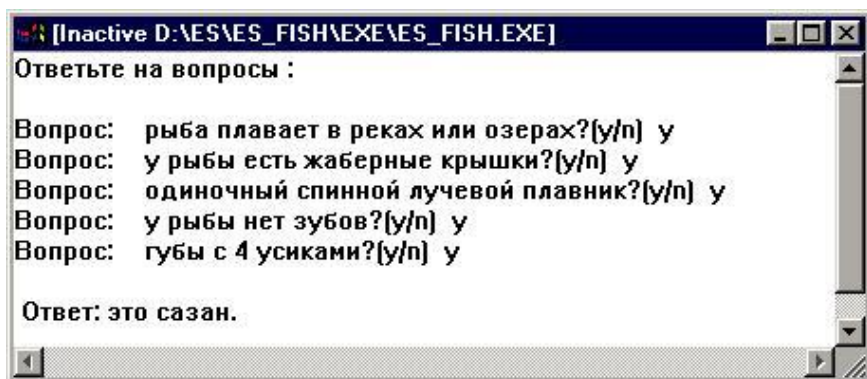 [Inactive D:\ES\ES_FISH\EXE\ES_FISH.EXE]
Ответьте на вопросы :
Вопрос: рыба плавает в реках или озерах?(y/n) y
Вопрос: у рыбы есть жаберные крышки?(y/n) y
Вопрос: одиночный спинной лучевой плавник?(y/n) y
Вопрос: у рыбы нет зубов?(y/n) y
Вопрос: губы с 4 усиками?(y/n) y
Ответ: это сазан.